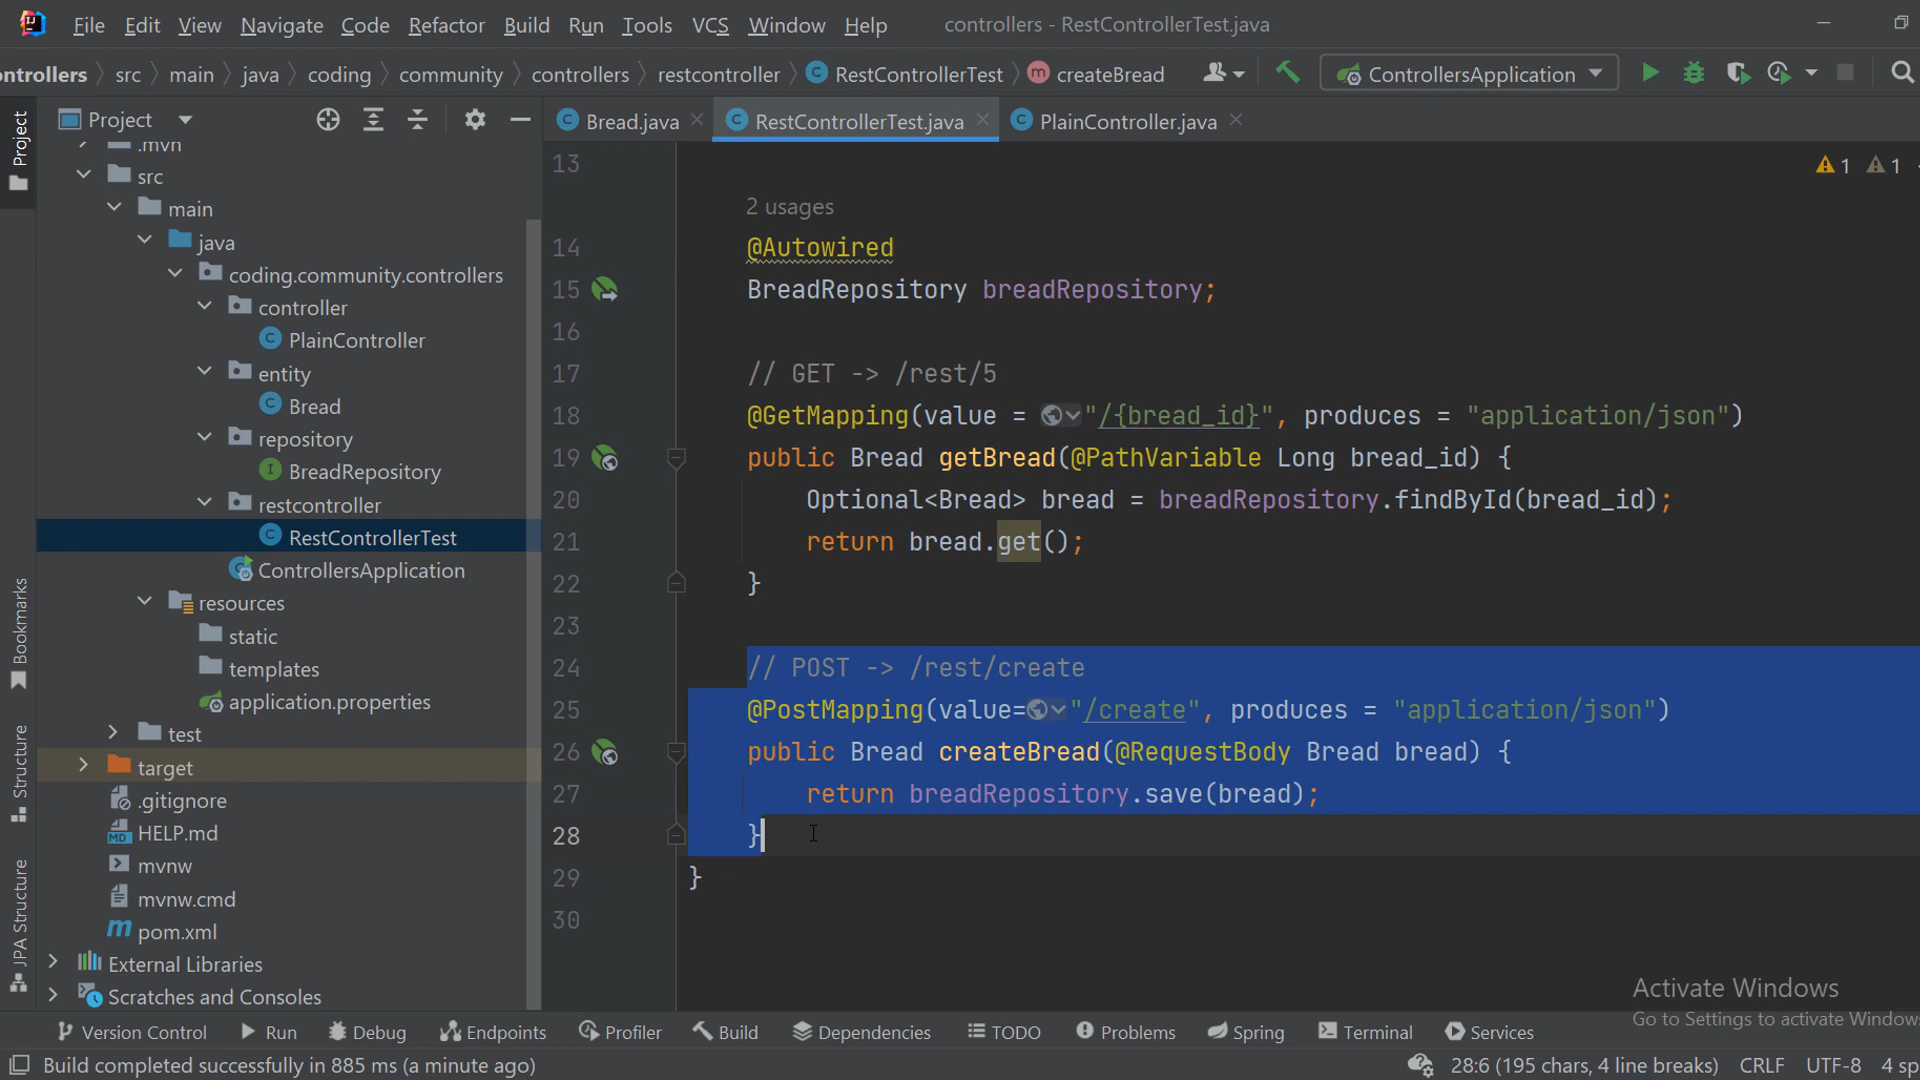 File Edit View Navigate Code Refactor Build Run Tools VCS Window Help controllers - RestControllerTest.java
ontrollers src main java coding community controllers restcontroller RestControllerTest createBread ControllersApplication
Project
Project
Bread.java RestControllerTest.java PlainController.java
.mvn
src
main
java
coding.community.controllers
controller
PlainController
entity
Bread
repository
BreadRepository
restcontroller
RestControllerTest
ControllersApplication
resources
static
templates
application.properties
test
target
.gitignore
HELP.md
mvnw
mvnw.cmd
pom.xml
External Libraries
Scratches and Consoles
Bookmarks
Structure
JPA Structure
1 1
13
2 usages
14 @Autowired
15 BreadRepository breadRepository;
16
17 // GET -> /rest/5
18 @GetMapping(value = "/{bread_id}", produces = "application/json")
19 public Bread getBread(@PathVariable Long bread_id) {
20 Optional<Bread> bread = breadRepository.findById(bread_id);
21 return bread.get();
22 }
23
24 // POST -> /rest/create
25 @PostMapping(value="/create", produces = "application/json")
26 public Bread createBread(@RequestBody Bread bread) {
27 return breadRepository.save(bread);
28 }
29 }
30
Activate Windows
Go to Settings to activate Windows
Version Control Run Debug Endpoints Profiler Build Dependencies TODO Problems Spring Terminal Services
Build completed successfully in 885 ms (a minute ago) 28:6 (195 chars, 4 line breaks) CRLF UTF-8 4 sp